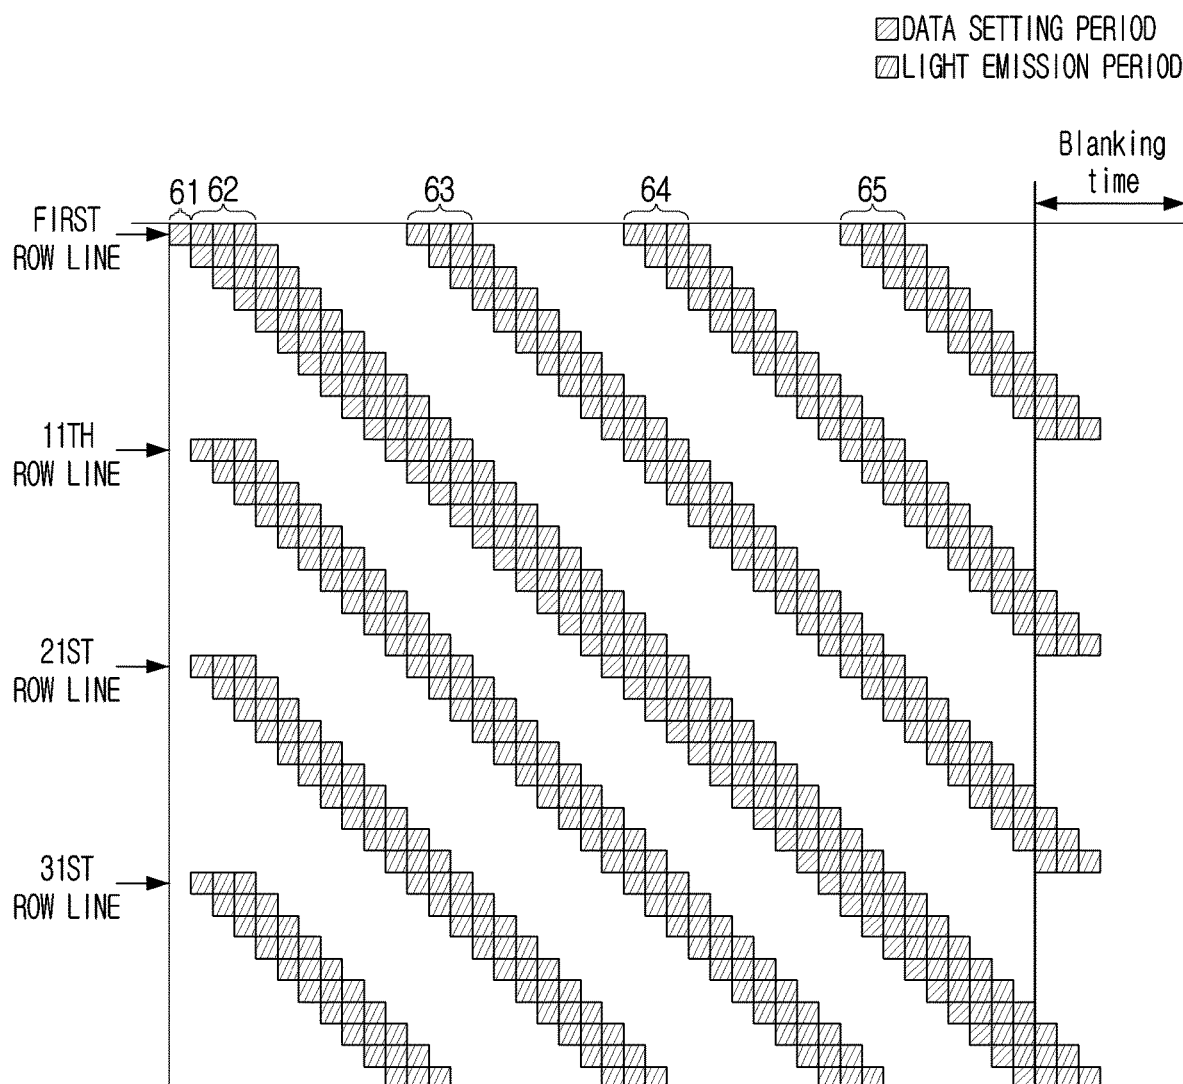 DATA SETTING PERIOD
LIGHT EMISSION PERIOD
Blanking
time
61 62 63 64 65
FIRST
ROW LINE
11TH
ROW LINE
21ST
ROW LINE
31ST
ROW LINE